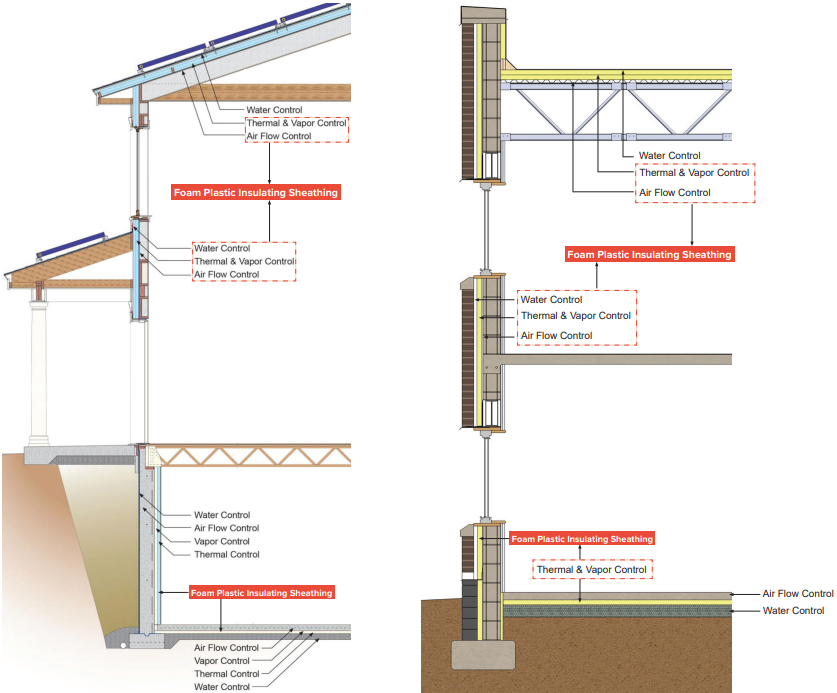 Water Control
Thermal & Vapor Control
Air Flow Control
Foam Plastic Insulating Sheathing
Water Control
Thermal & Vapor Control
Air Flow Control
Water Control
Air Flow Control
Vapor Control
Thermal Control
Foam Plastic Insulating Sheathing
Air Flow Control
Vapor Control
Thermal Control
Water Control
Water Control
Thermal & Vapor Control
Air Flow Control
Foam Plastic Insulating Sheathing
Water Control
Thermal & Vapor Control
Air Flow Control
Foam Plastic Insulating Sheathing
Thermal & Vapor Control
Air Flow Control
Water Control